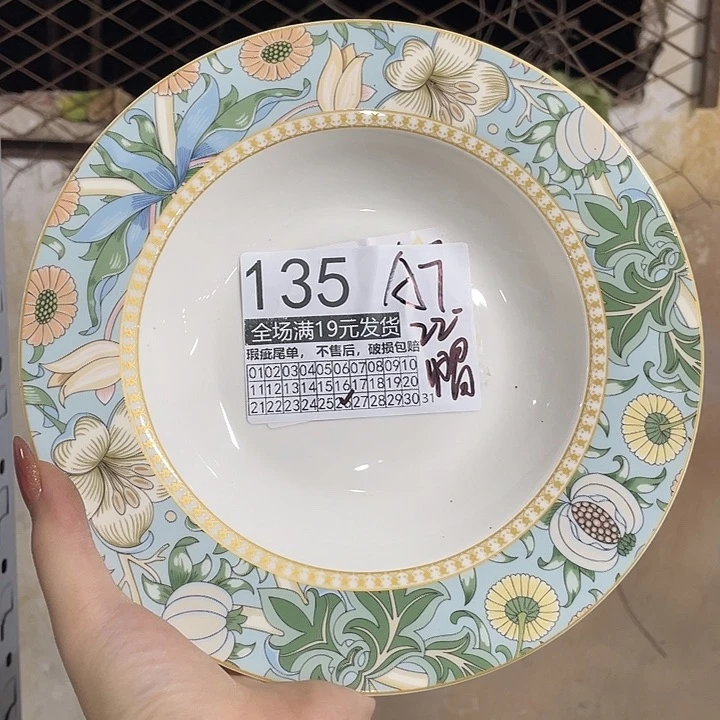 135 A7
全场满19元发货 22.
瑕疵尾单，不售后，破损包赔
01 02 03 04 05 06 07 08 09 10
11 12 13 14 15 16 17 18 19 20
21 22 23 24 25 26 27 28 29 30 31